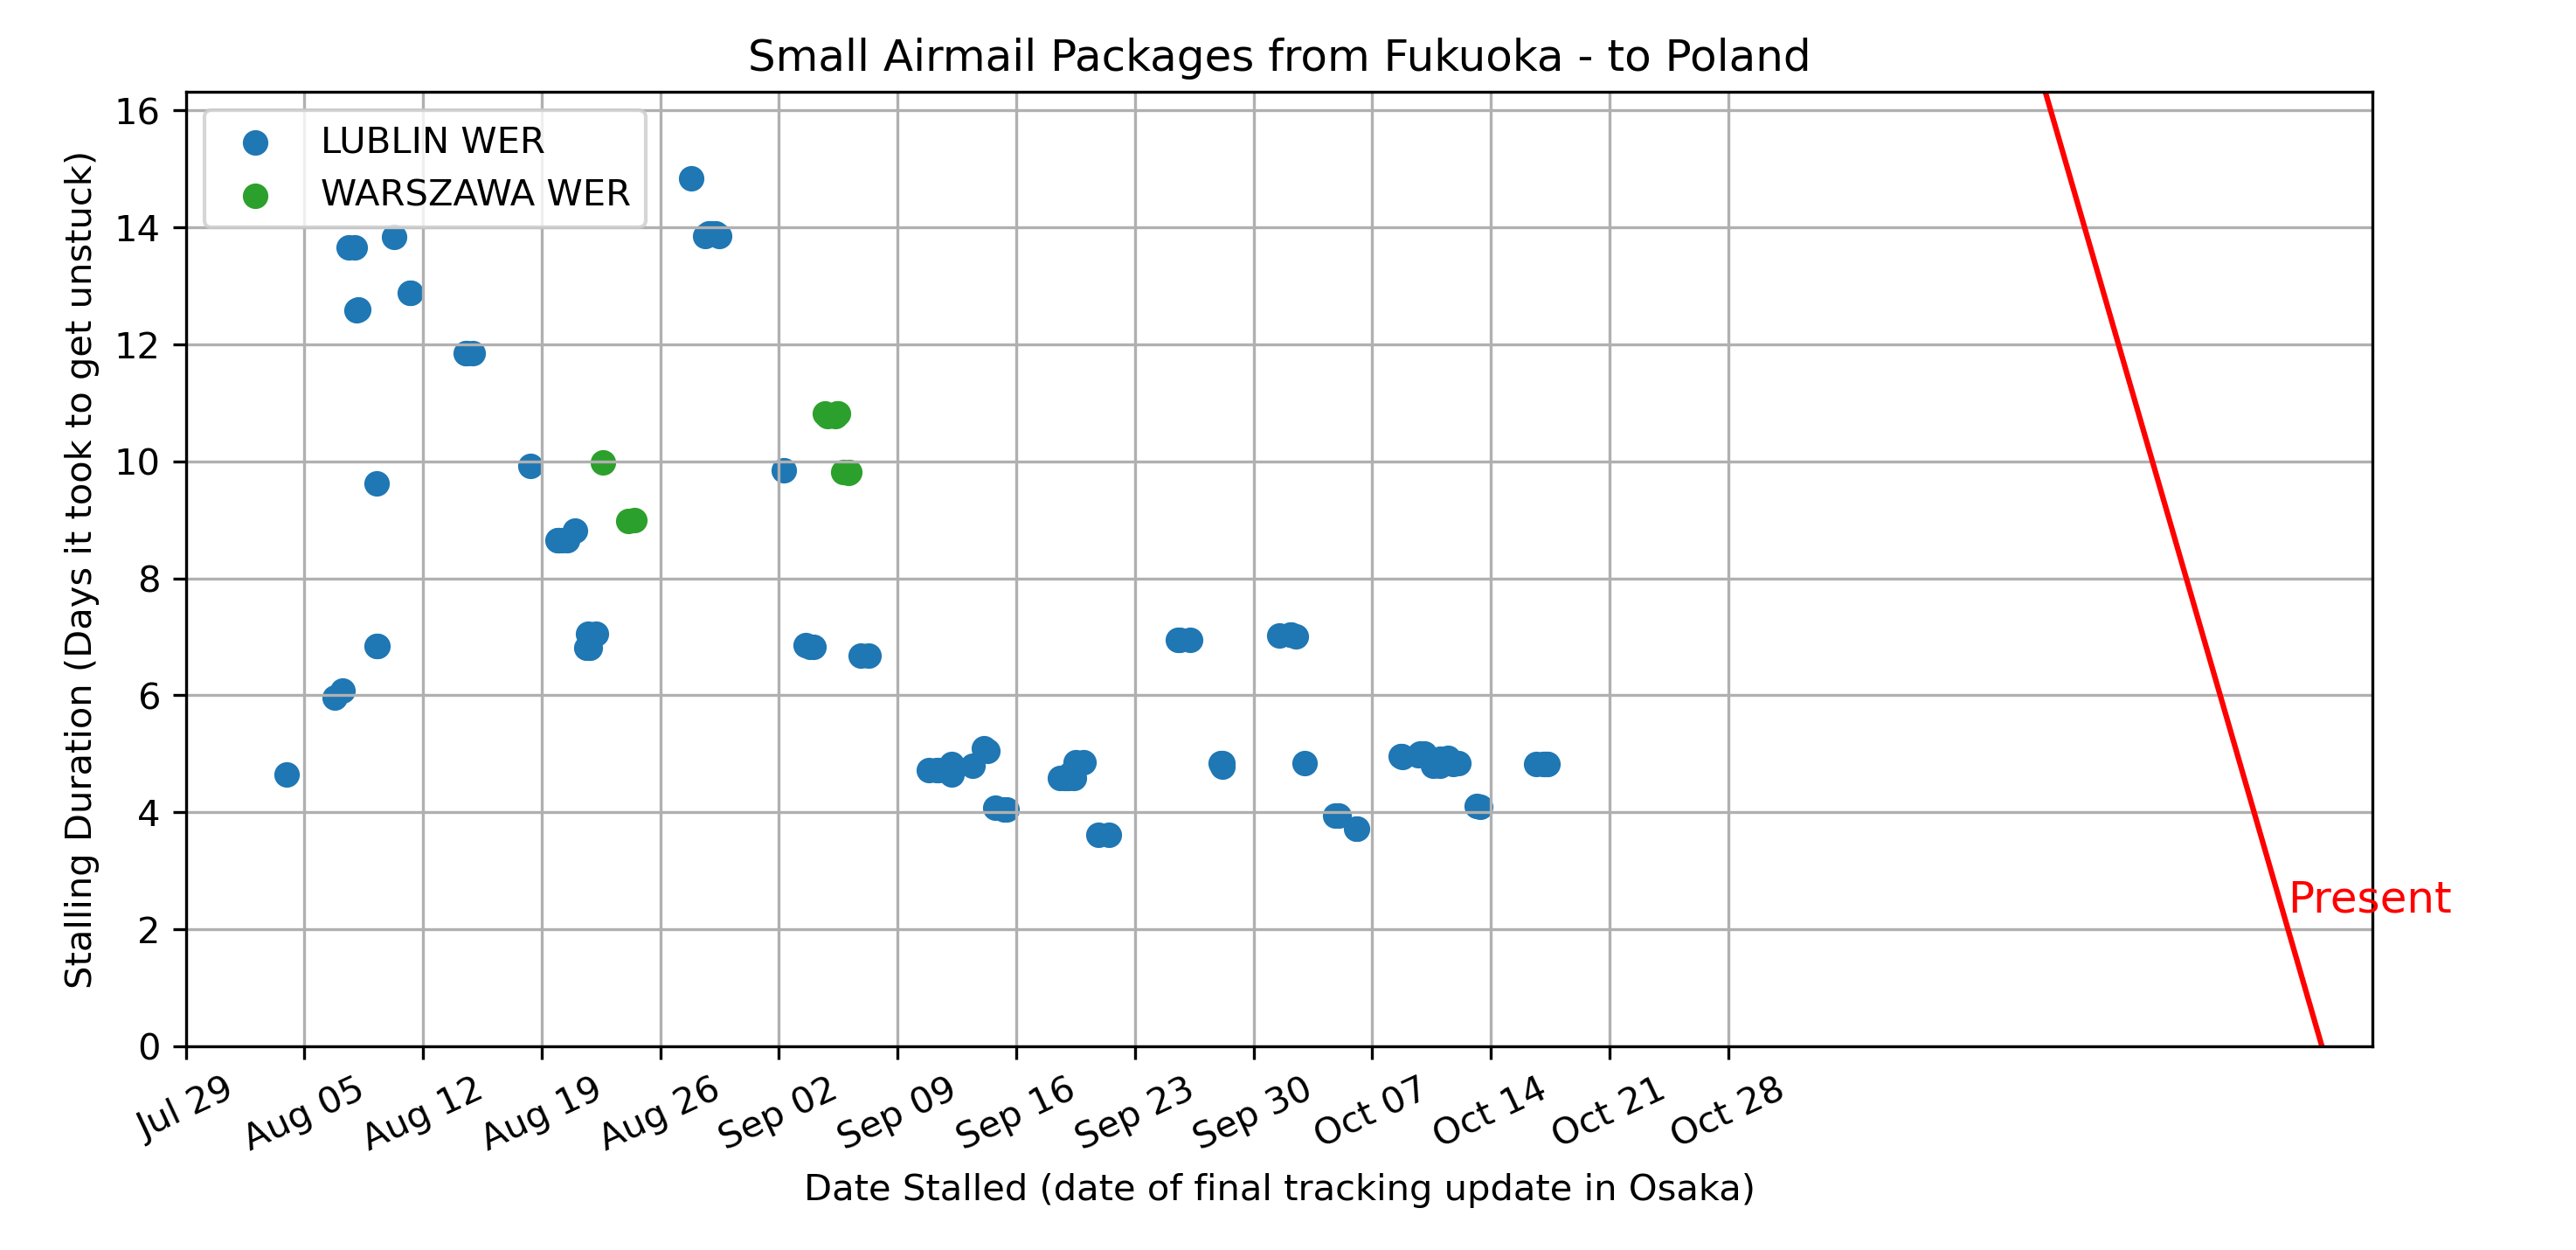 Small Airmail Packages from Fukuoka - to Poland
LUBLIN WER
WARSZAWA WER
Stalling Duration (Days it took to get unstuck)
16
14
12
10
8
6
4
2
0
Present
Jul 29
Aug 05
Aug 12
Aug 19
Aug 26
Sep 02
Sep 09
Sep 16
Sep 23
Sep 30
Oct 07
Oct 14
Oct 21
Oct 28
Date Stalled (date of final tracking update in Osaka)